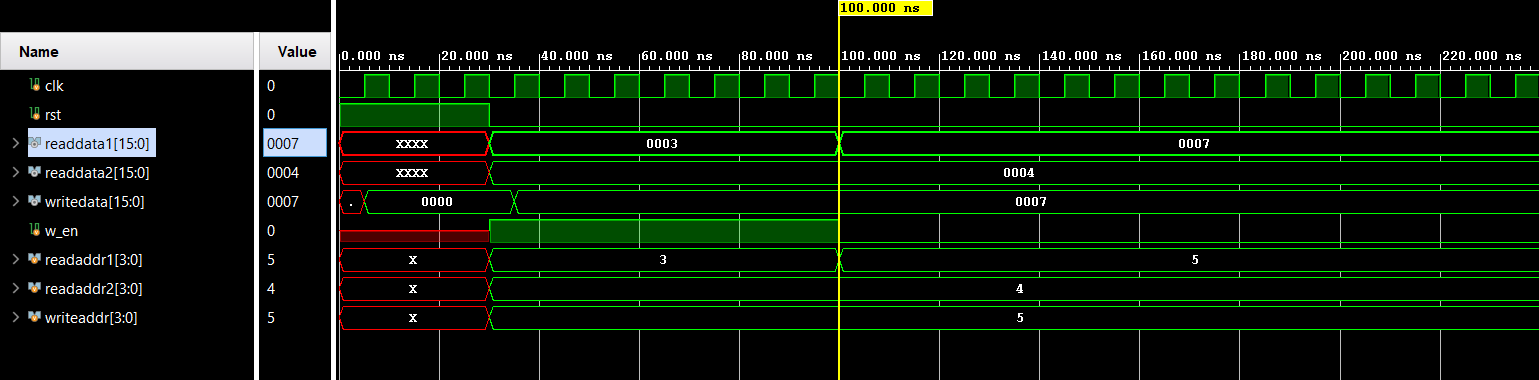 100.000 ns
Name Value
0.000 ns 20.000 ns 40.000 ns 60.000 ns 80.000 ns 100.000 ns 120.000 ns 140.000 ns 160.000 ns 180.000 ns 200.000 ns 220.000 ns
clk 0
rst 0
readdata1[15:0] 0007 XXXX 0003 0007
readdata2[15:0] 0004 XXXX 0004
writedata[15:0] 0007 . 0000 0007
w_en 0
readaddr1[3:0] 5 X 3 5
readaddr2[3:0] 4 X 4
writeaddr[3:0] 5 X 5